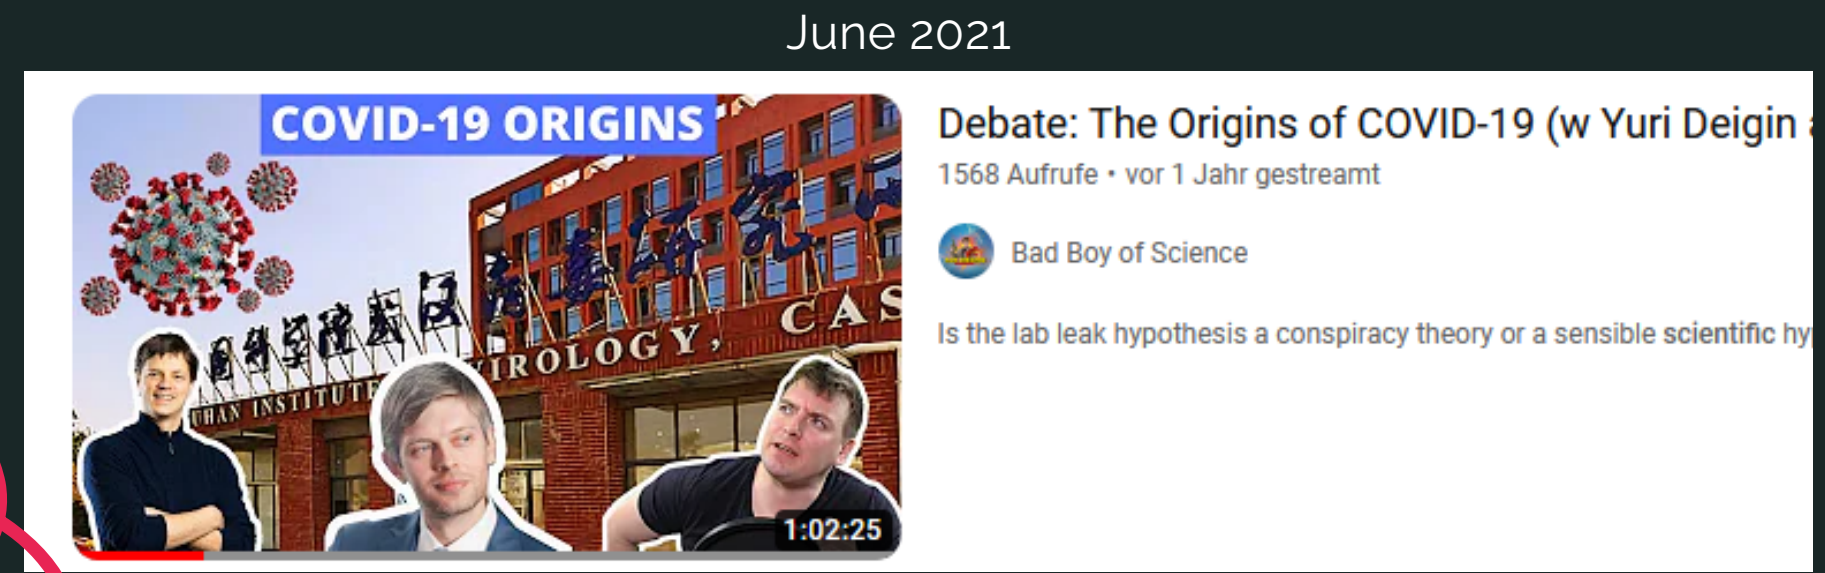 June 2021
COVID-19 ORIGINS
UHAN INSTITUTE
VIROLOGY, CAS
1:02:25
Debate: The Origins of COVID-19 (w Yuri Deigin
1568 Aufrufe • vor 1 Jahr gestreamt
Bad Boy of Science
Is the lab leak hypothesis a conspiracy theory or a sensible scientific hy